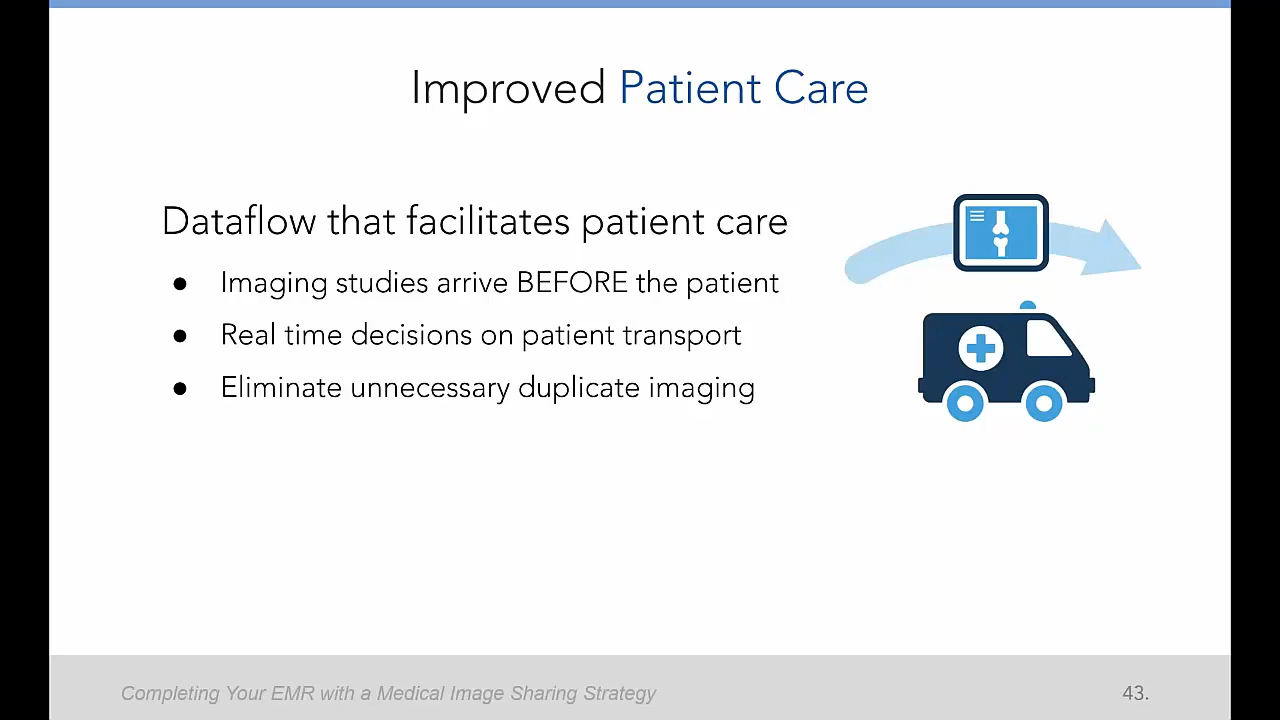 Improved Patient Care
Dataflow that facilitates patient care
● Imaging studies arrive BEFORE the patient
● Real time decisions on patient transport
● Eliminate unnecessary duplicate imaging
Completing Your EMR with a Medical Image Sharing Strategy
43.